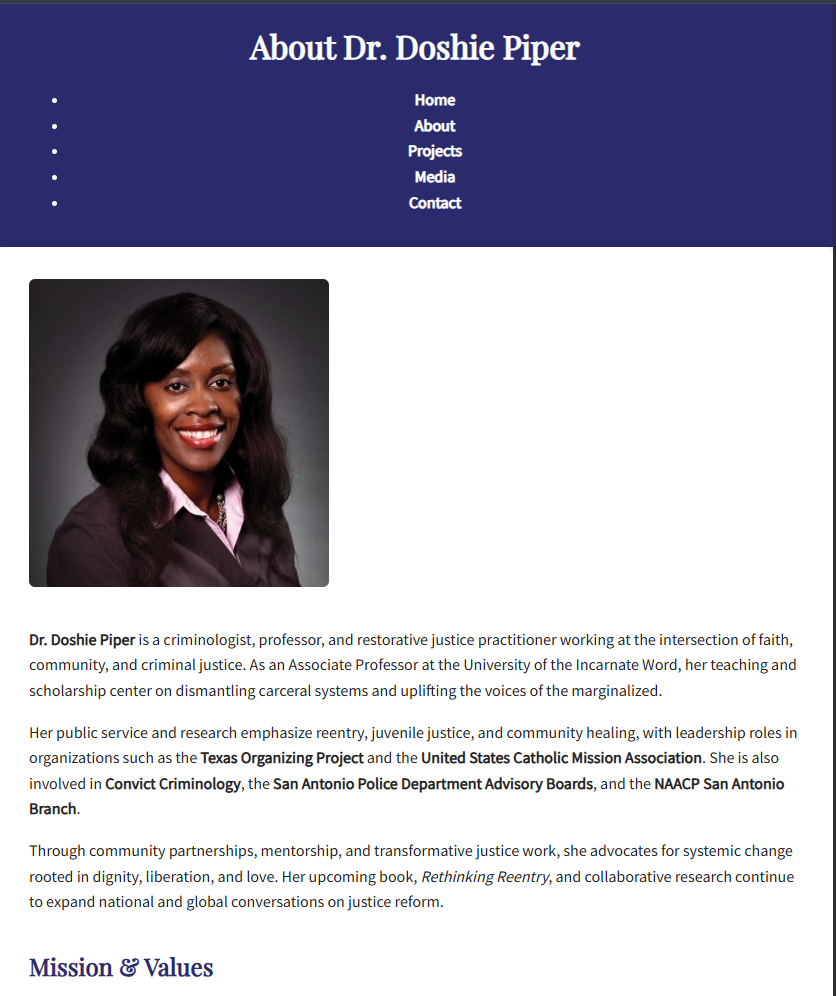 About Dr. Doshie Piper
Home
About
Projects
Media
Contact
Dr. Doshie Piper is a criminologist, professor, and restorative justice practitioner working at the intersection of faith,
community, and criminal justice. As an Associate Professor at the University of the Incarnate Word, her teaching and
scholarship center on dismantling carceral systems and uplifting the voices of the marginalized.
Her public service and research emphasize reentry, juvenile justice, and community healing, with leadership roles in
organizations such as the Texas Organizing Project and the United States Catholic Mission Association. She is also
involved in Convict Criminology, the San Antonio Police Department Advisory Boards, and the NAACP San Antonio
Branch.
Through community partnerships, mentorship, and transformative justice work, she advocates for systemic change
rooted in dignity, liberation, and love. Her upcoming book, Rethinking Reentry, and collaborative research continue
to expand national and global conversations on justice reform.
Mission & Values